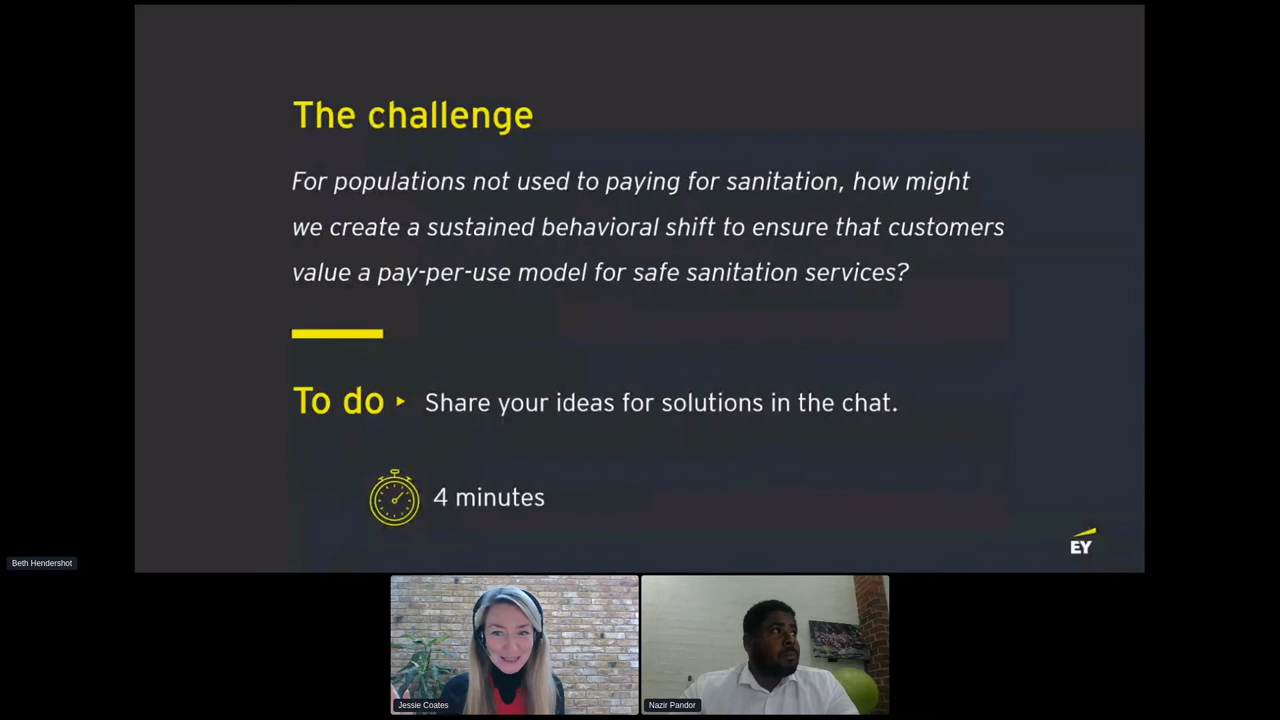 The challenge
For populations not used to paying for sanitation, how might
we create a sustained behavioral shift to ensure that customers
value a pay-per-use model for safe sanitation services?
To do ▸ Share your ideas for solutions in the chat.
4 minutes
EY
Beth Hendershot
Jessie Coates
Nazir Pandor